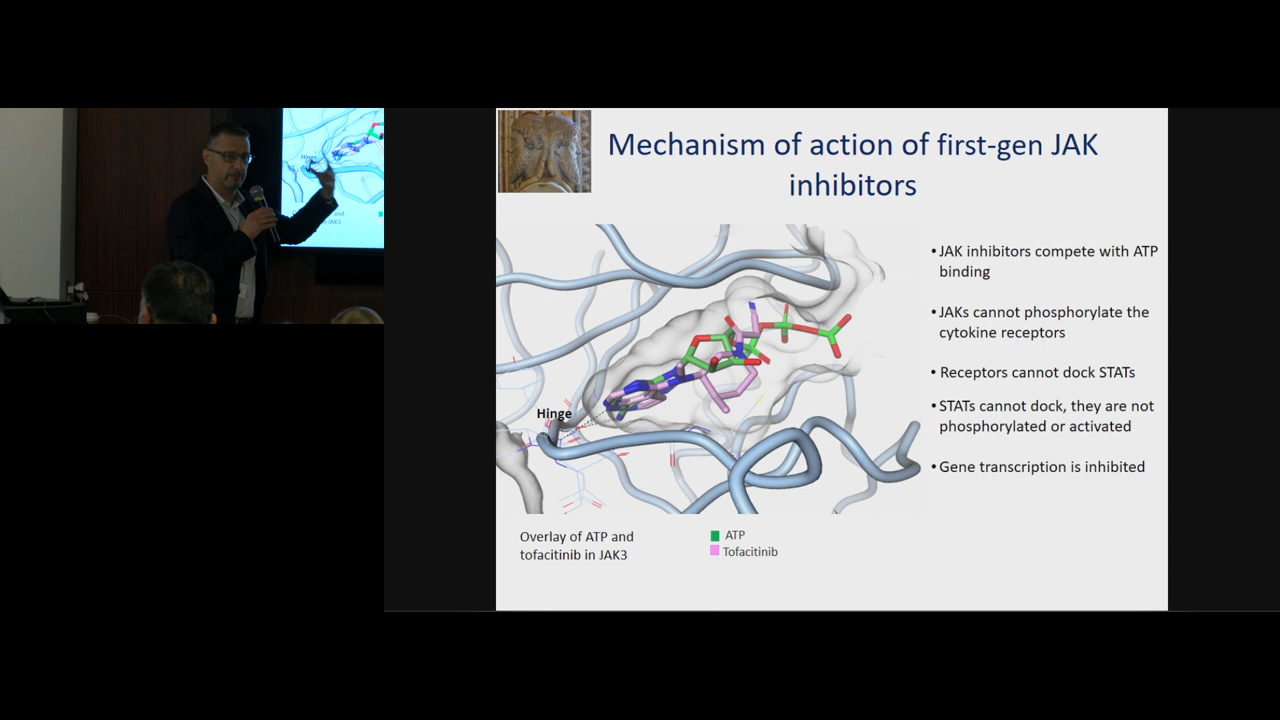 Mechanism of action of first-gen JAK
inhibitors
• JAK inhibitors compete with ATP
binding
• JAKs cannot phosphorylate the
cytokine receptors
• Receptors cannot dock STATs
• STATs cannot dock, they are not
phosphorylated or activated
• Gene transcription is inhibited
Hinge
Overlay of ATP and
tofacitinib in JAK3
ATP
Tofacitinib
Hinge